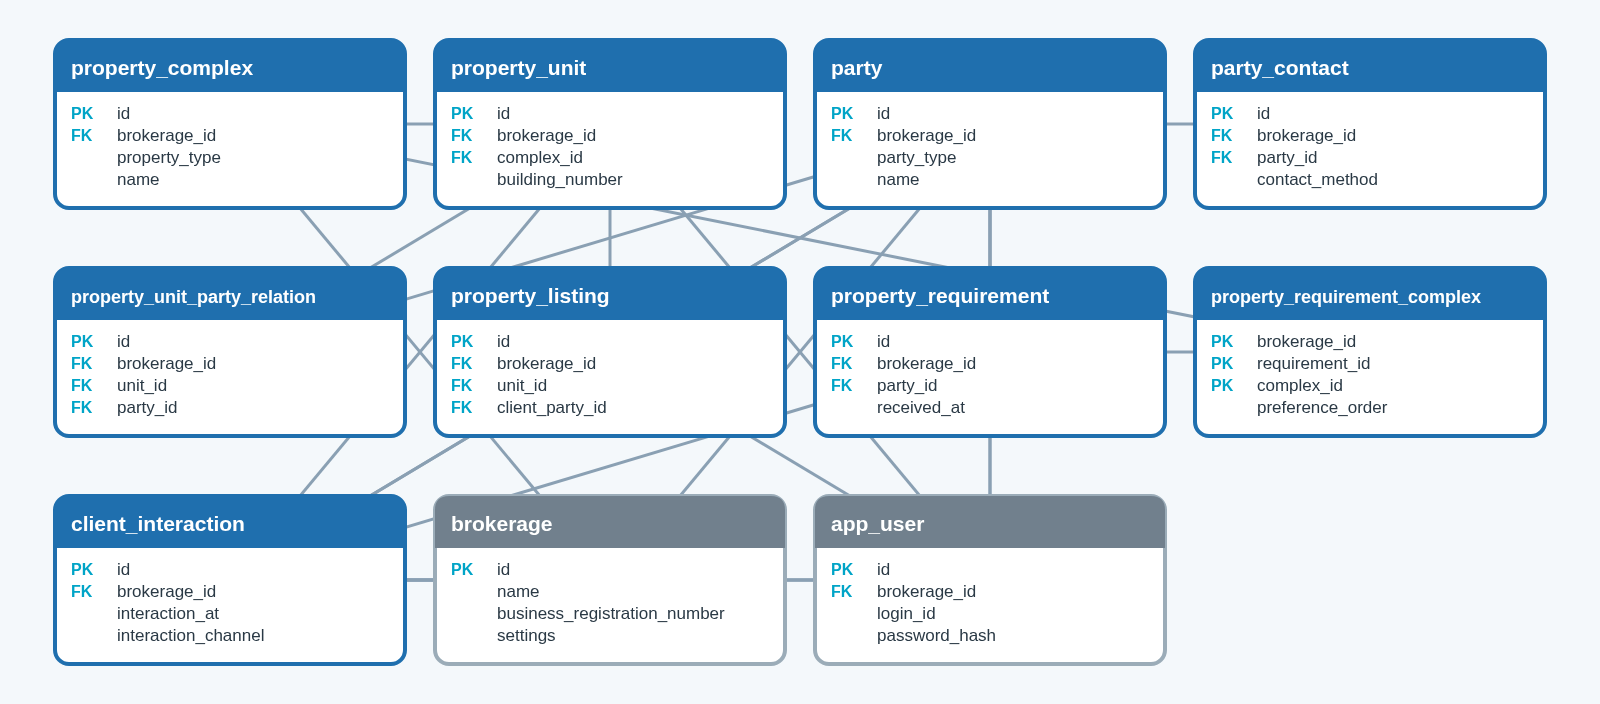 property_complex
PK id
FK brokerage_id
property_type
name
property_unit
PK id
FK brokerage_id
FK complex_id
building_number
party
PK id
FK brokerage_id
party_type
name
party_contact
PK id
FK brokerage_id
FK party_id
contact_method
property_unit_party_relation
PK id
FK brokerage_id
FK unit_id
FK party_id
property_listing
PK id
FK brokerage_id
FK unit_id
FK client_party_id
property_requirement
PK id
FK brokerage_id
FK party_id
received_at
property_requirement_complex
PK brokerage_id
PK requirement_id
PK complex_id
preference_order
client_interaction
PK id
FK brokerage_id
interaction_at
interaction_channel
brokerage
PK id
name
business_registration_number
settings
app_user
PK id
FK brokerage_id
login_id
password_hash